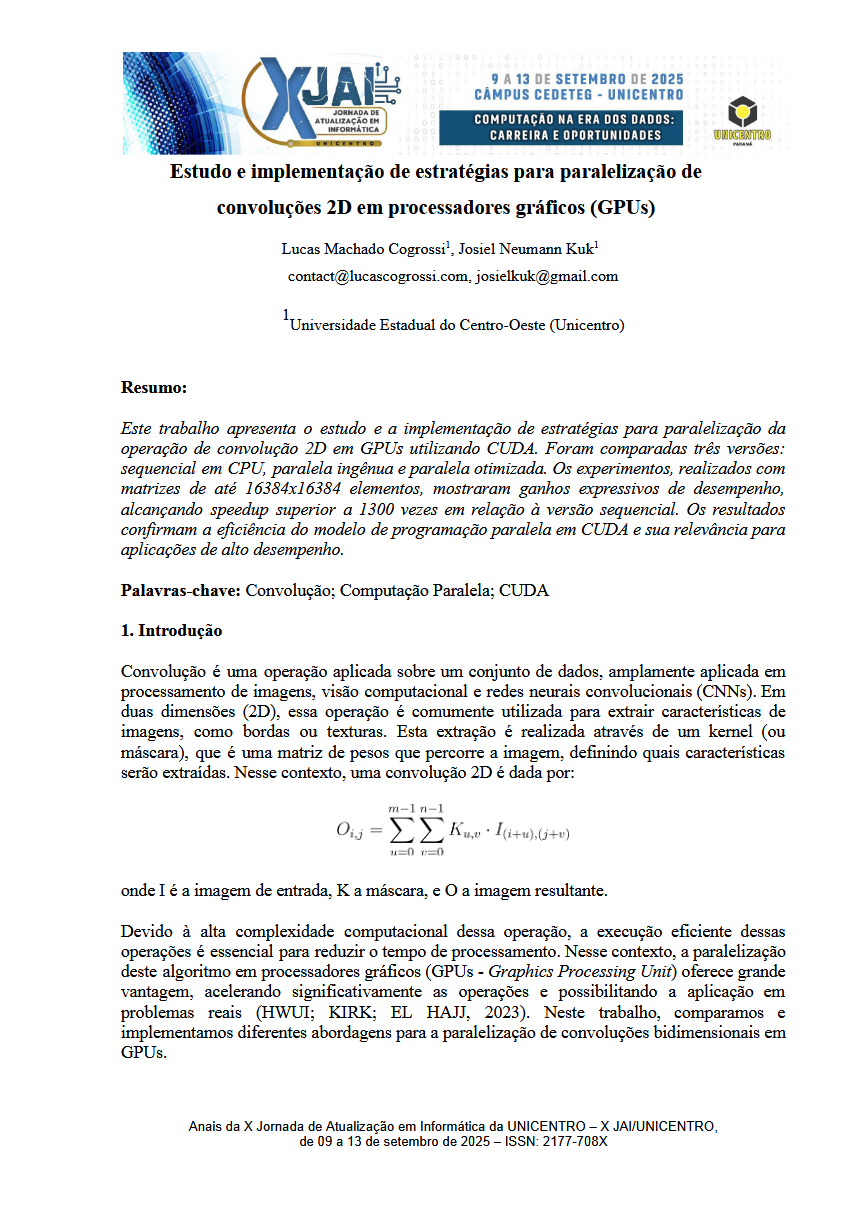 XJAI
JORNADA DE
ATUALIZAÇÃO EM
INFORMÁTICA
UNICENTRO
9 A 13 DE SETEMBRO DE 2025
CÂMPUS CEDETEG - UNICENTRO
COMPUTAÇÃO NA ERA DOS DADOS:
CARREIRA E OPORTUNIDADES
UNICENTRO
PARANÁ
Estudo e implementação de estratégias para paralelização de
convoluções 2D em processadores gráficos (GPUs)
Lucas Machado Cogrossi¹, Josiel Neumann Kuk¹
contact@lucascogrossi.com, josielkuk@gmail.com
¹Universidade Estadual do Centro-Oeste (Unicentro)
Resumo:
Este trabalho apresenta o estudo e a implementação de estratégias para paralelização da
operação de convolução 2D em GPUs utilizando CUDA. Foram comparadas três versões:
sequencial em CPU, paralela ingênua e paralela otimizada. Os experimentos, realizados com
matrizes de até 16384x16384 elementos, mostraram ganhos expressivos de desempenho,
alcançando speedup superior a 1300 vezes em relação à versão sequencial. Os resultados
confirmam a eficiência do modelo de programação paralela em CUDA e sua relevância para
aplicações de alto desempenho.
Palavras-chave: Convolução; Computação Paralela; CUDA
1. Introdução
Convolução é uma operação aplicada sobre um conjunto de dados, amplamente aplicada em
processamento de imagens, visão computacional e redes neurais convolucionais (CNNs). Em
duas dimensões (2D), essa operação é comumente utilizada para extrair características de
imagens, como bordas ou texturas. Esta extração é realizada através de um kernel (ou
máscara), que é uma matriz de pesos que percorre a imagem, definindo quais características
serão extraídas. Nesse contexto, uma convolução 2D é dada por:
O_{i,j} = \sum_{u=0}^{m-1} \sum_{v=0}^{n-1} K_{u,v} · I_{(i+u),(j+v)}
onde I é a imagem de entrada, K a máscara, e O a imagem resultante.
Devido à alta complexidade computacional dessa operação, a execução eficiente dessas
operações é essencial para reduzir o tempo de processamento. Nesse contexto, a paralelização
deste algoritmo em processadores gráficos (GPUs - Graphics Processing Unit) oferece grande
vantagem, acelerando significativamente as operações e possibilitando a aplicação em
problemas reais (HWUI; KIRK; EL HAJJ, 2023). Neste trabalho, comparamos e
implementamos diferentes abordagens para a paralelização de convoluções bidimensionais em
GPUs.
Anais da X Jornada de Atualização em Informática da UNICENTRO – X JAI/UNICENTRO,
de 09 a 13 de setembro de 2025 – ISSN: 2177-708X